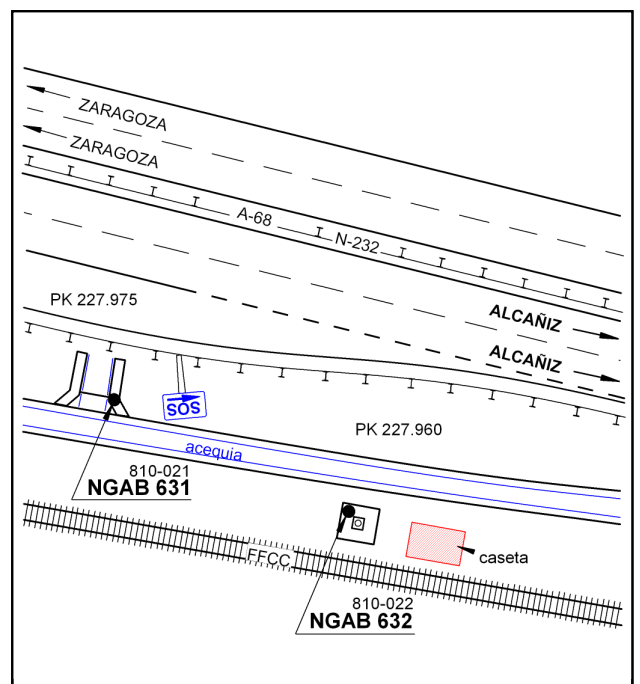 ZARAGOZA
ZARAGOZA
A-68
N-232
PK 227.975
ALCAÑIZ
ALCAÑIZ
SOS
PK 227.960
acequia
810-021
NGAB 631
FFCC
caseta
810-022
NGAB 632